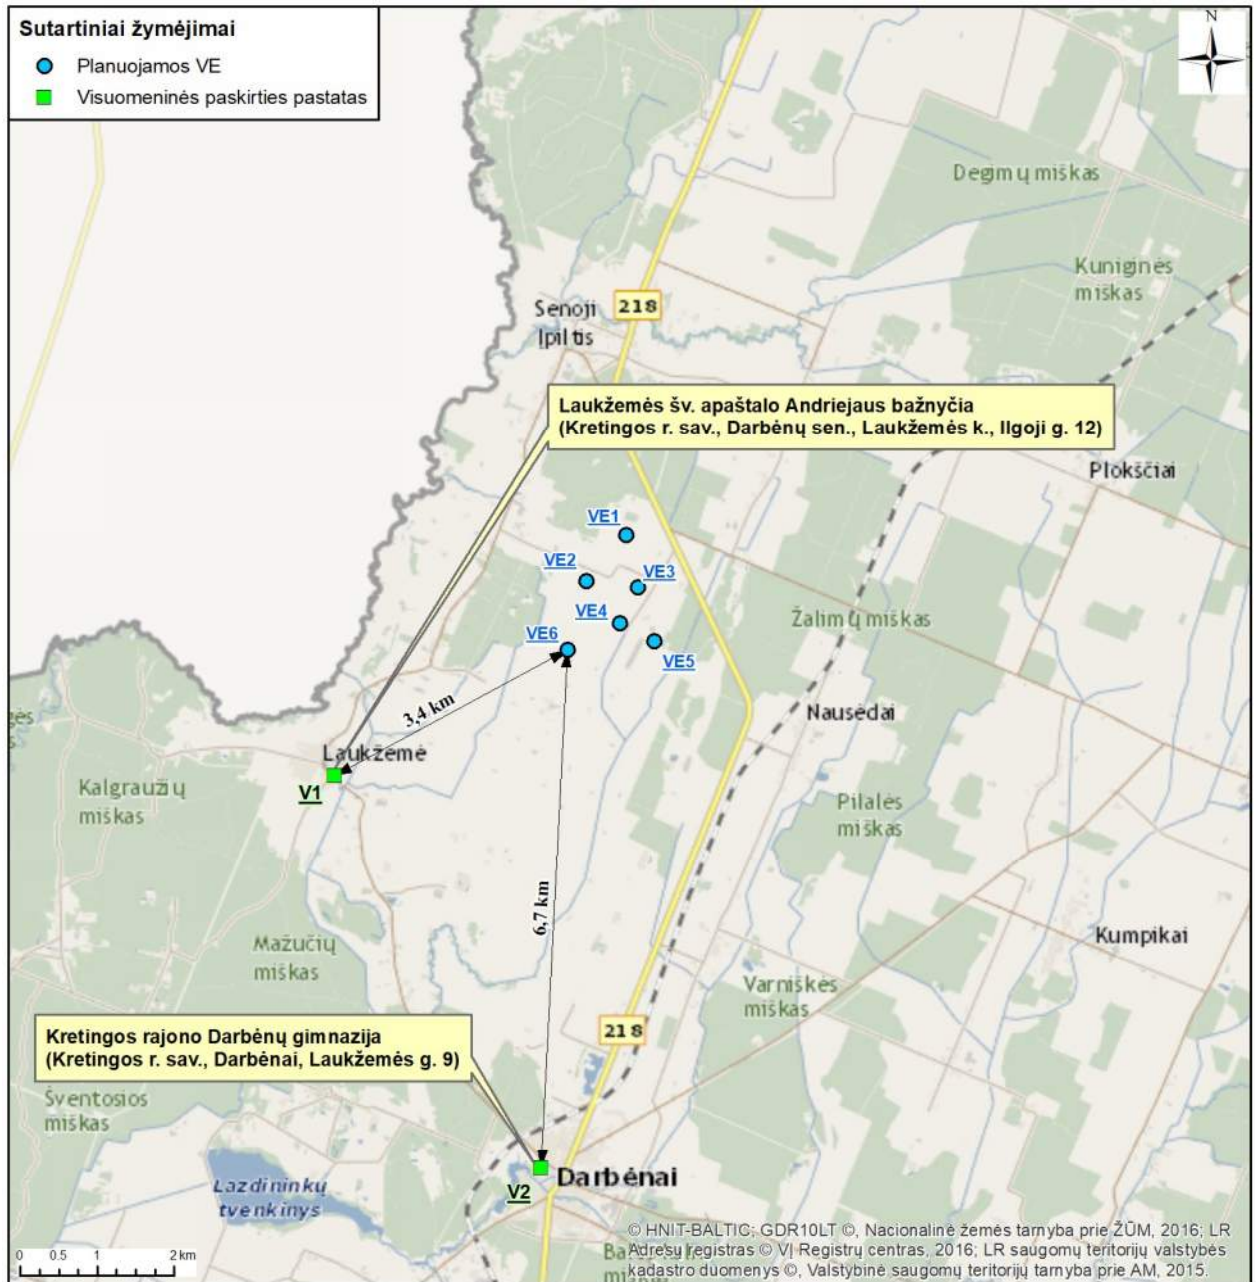 Sutartiniai žymėjimai
Planuojamos VE
Visuomeninės paskirties pastatas
N
Degimų miškas
Kuniginės
miškas
Senoji
Įpiltis
218
Laukžemės šv. apaštalo Andriejaus bažnyčia
(Kretingos r. sav., Darbėnų sen., Laukžemės k., Ilgoji g. 12)
Plokščiai
VE1
VE2
VE3
VE4
VE6
VE5
Žalimų miškas
3,4 km
Nausėdai
Laukžemė
V1
Kalgraužių
miškas
Pilalės
miškas
6,7 km
Mažučių
miškas
Kumpikai
Varniškės
miškas
218
Kretingos rajono Darbėnų gimnazija
(Kretingos r. sav., Darbėnai, Laukžemės g. 9)
Šventosios
miškas
Darbėnai
V2
Lazdininkų
tvenkinys
© HNIT-BALTIC; GDR10LT ©, Nacionalinė žemės tarnyba prie ŽŪM, 2016; LR
Adresų registras © VĮ Registrų centras, 2016; LR saugomų teritorijų valstybės
kadastro duomenys ©, Valstybinė saugomų teritorijų tarnyba prie AM, 2015.
0 0.5 1 2 km